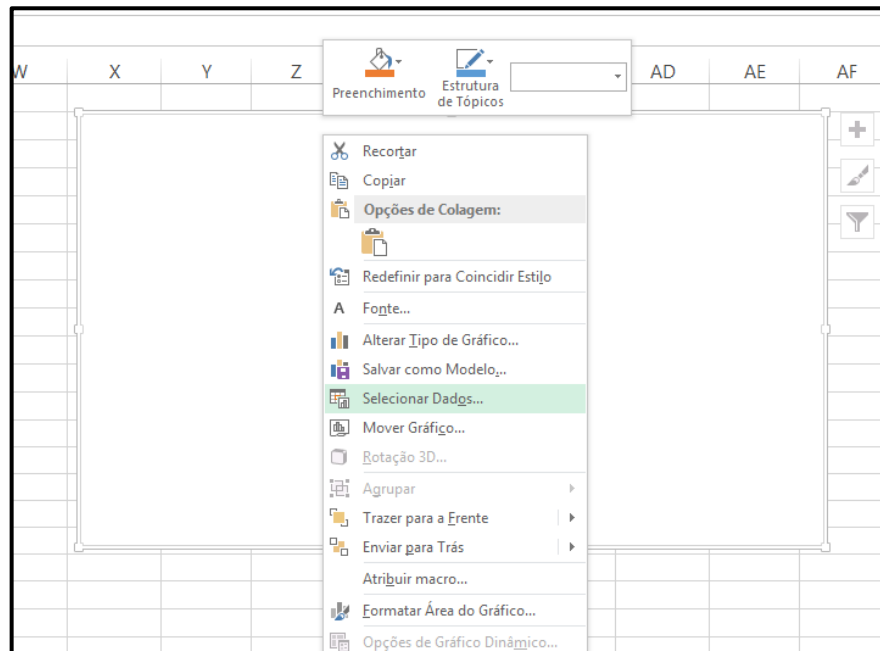 Preenchimento
Estrutura
de Tópicos
W X Y Z AD AE AF
Recortar
Copiar
Opções de Colagem:
Redefinir para Coincidir Estilo
A Fonte...
Alterar Tipo de Gráfico...
Salvar como Modelo...
Selecionar Dados...
Mover Gráfico...
Rotação 3D...
Agrupar
Trazer para a Frente
Enviar para Trás
Atribuir macro...
Formatar Área do Gráfico...
Opções de Gráfico Dinâmico...